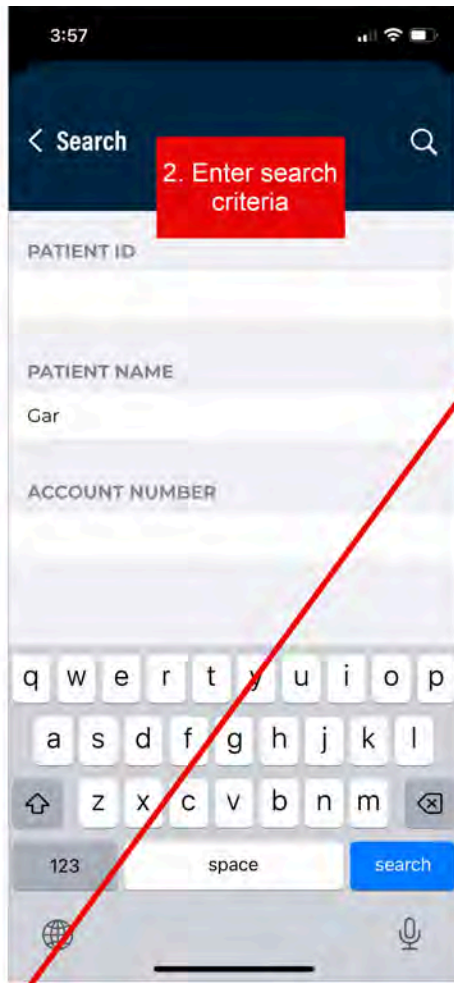 3:57
Search
2. Enter search
criteria
PATIENT ID
PATIENT NAME
Gar
ACCOUNT NUMBER
q w e r t y u i o p
a s d f g h j k l
z x c v b n m
123 space search